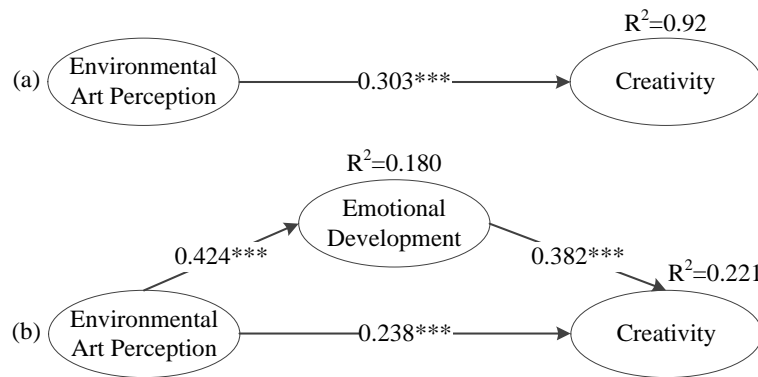 R²=0.92
(a)
Environmental
Art Perception
0.303***
Creativity
R²=0.180
Emotional
Development
0.424***
0.382***
R²=0.221
(b)
Environmental
Art Perception
0.238***
Creativity